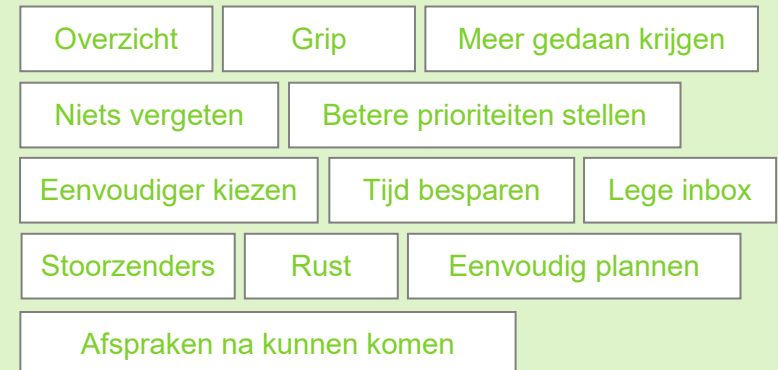 Overzicht Grip Meer gedaan krijgen
Niets vergeten Betere prioriteiten stellen
Eenvoudiger kiezen Tijd besparen Lege inbox
Stoorzenders Rust Eenvoudig plannen
Afspraken na kunnen komen